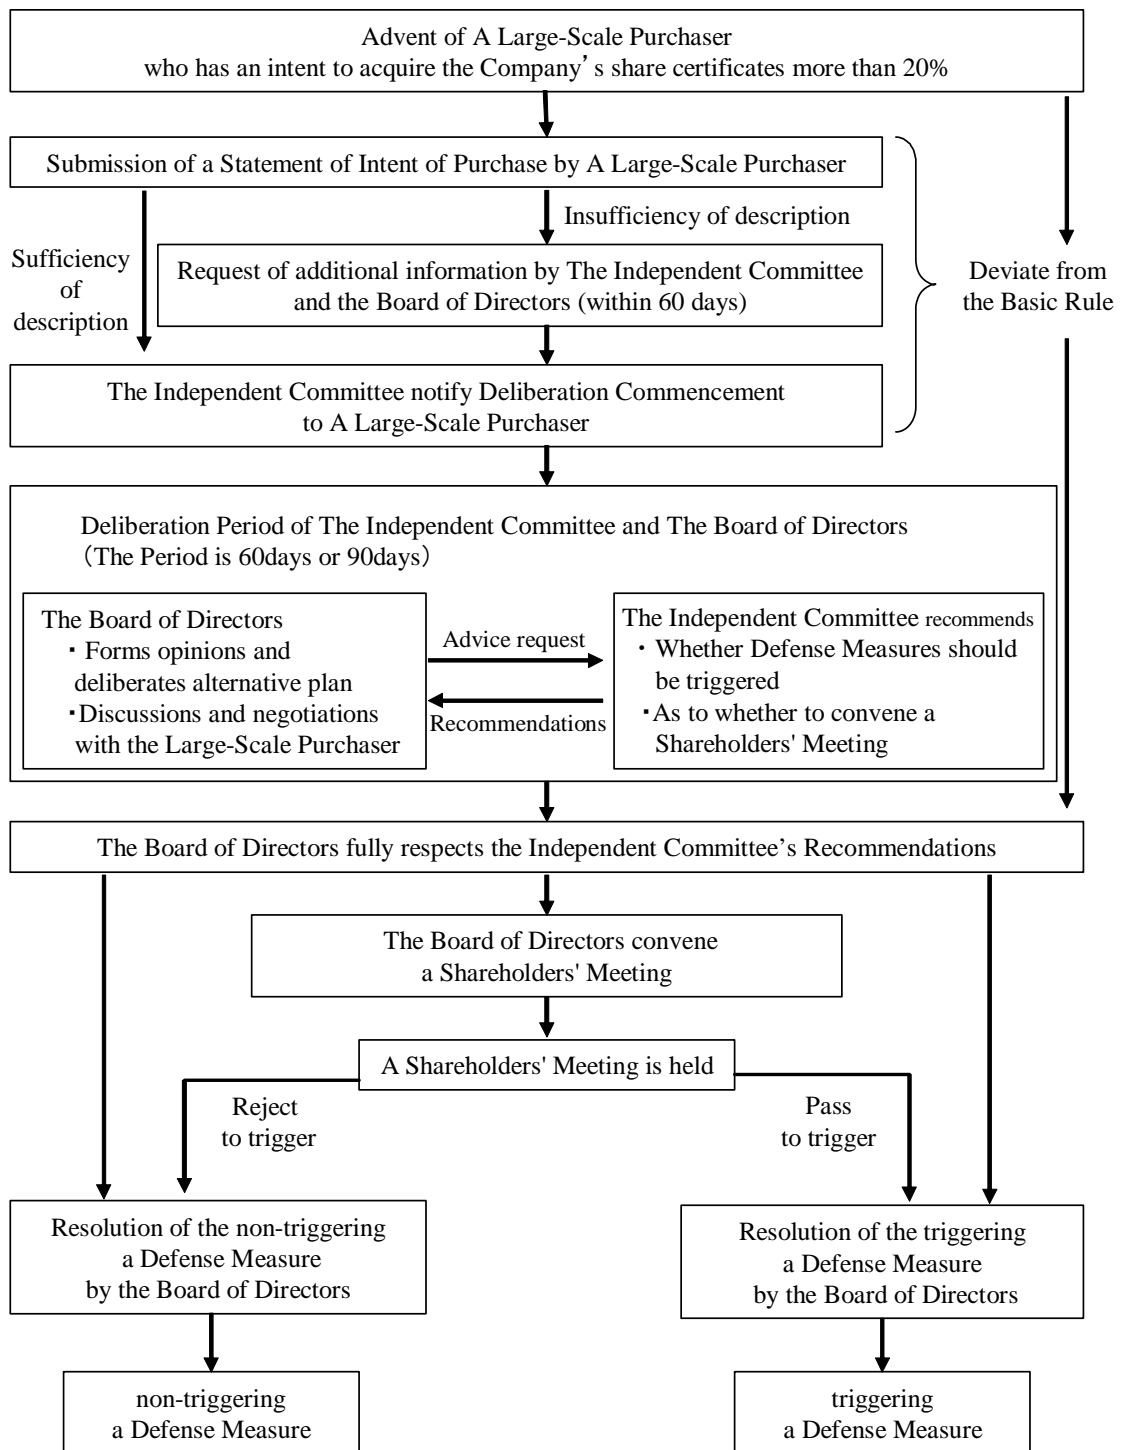 Advent of A Large-Scale Purchaser
who has an intent to acquire the Company’s share certificates more than 20%
Submission of a Statement of Intent of Purchase by A Large-Scale Purchaser
Insufficiency of description
Sufficiency
of
description
Request of additional information by The Independent Committee
and the Board of Directors (within 60 days)
Deviate from
the Basic Rule
The Independent Committee notify Deliberation Commencement
to A Large-Scale Purchaser
Deliberation Period of The Independent Committee and The Board of Directors
(The Period is 60days or 90days)
The Board of Directors
・Forms opinions and
deliberates alternative plan
・Discussions and negotiations
with the Large-Scale Purchaser
Advice request
Recommendations
The Independent Committee recommends
・Whether Defense Measures should
be triggered
・As to whether to convene a
Shareholders' Meeting
The Board of Directors fully respects the Independent Committee’s Recommendations
The Board of Directors convene
a Shareholders' Meeting
A Shareholders' Meeting is held
Reject
to trigger
Pass
to trigger
Resolution of the non-triggering
a Defense Measure
by the Board of Directors
Resolution of the triggering
a Defense Measure
by the Board of Directors
non-triggering
a Defense Measure
triggering
a Defense Measure